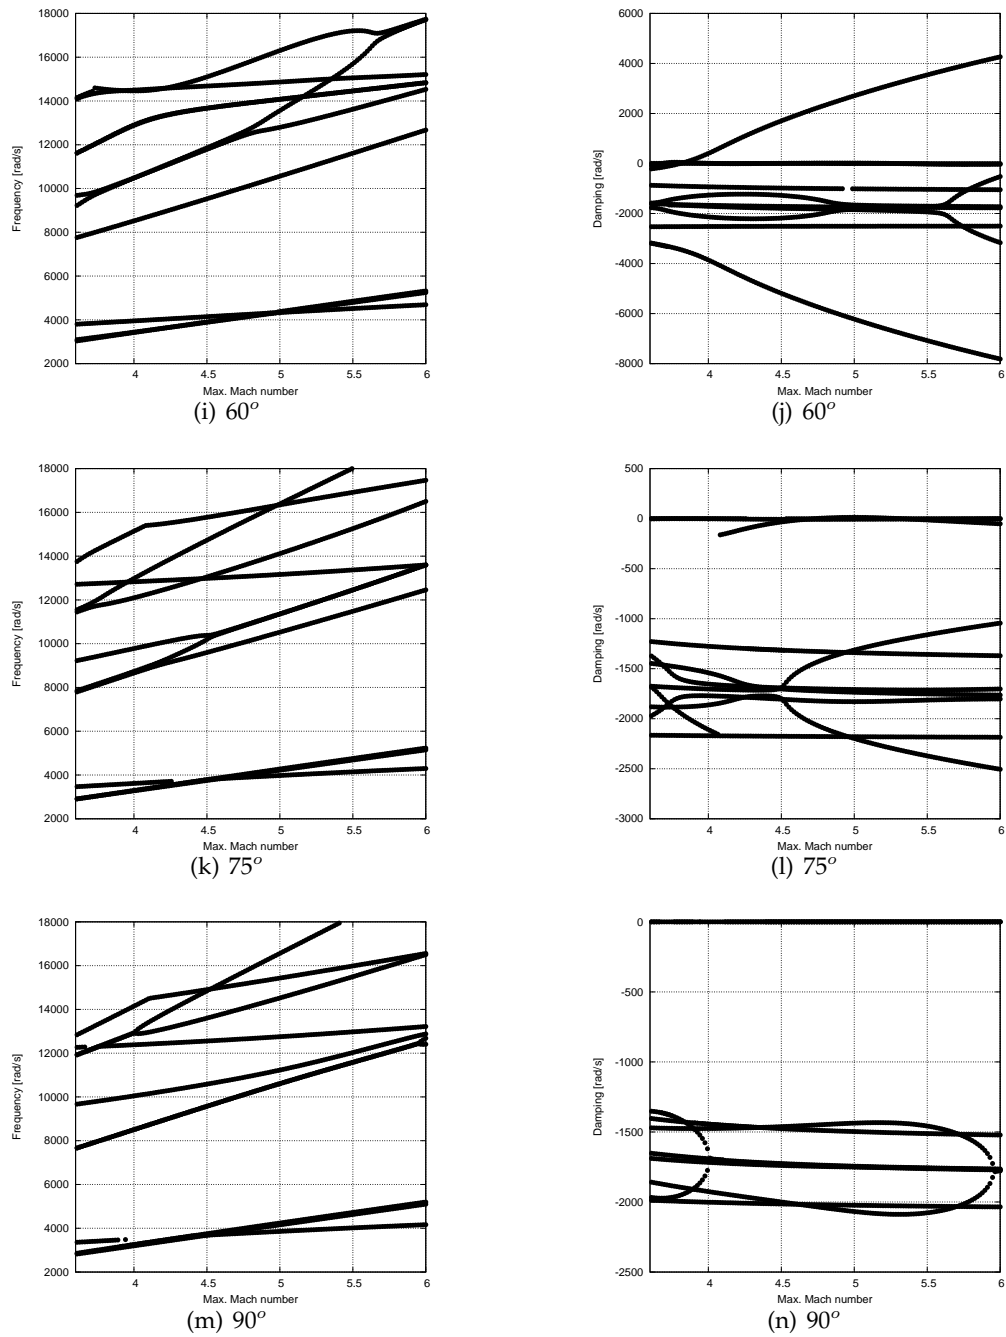 18000
16000
14000
12000
10000
8000
6000
4000
2000
Frequency [rad/s]
4 4.5 5 5.5 6
Max. Mach number
(i) 60°
6000
4000
2000
0
-2000
-4000
-6000
-8000
Damping [rad/s]
4 4.5 5 5.5 6
Max. Mach number
(j) 60°
18000
16000
14000
12000
10000
8000
6000
4000
2000
Frequency [rad/s]
4 4.5 5 5.5 6
Max. Mach number
(k) 75°
500
0
-500
-1000
-1500
-2000
-2500
-3000
Damping [rad/s]
4 4.5 5 5.5 6
Max. Mach number
(l) 75°
18000
16000
14000
12000
10000
8000
6000
4000
2000
Frequency [rad/s]
4 4.5 5 5.5 6
Max. Mach number
(m) 90°
0
-500
-1000
-1500
-2000
-2500
Damping [rad/s]
4 4.5 5 5.5 6
Max. Mach number
(n) 90°